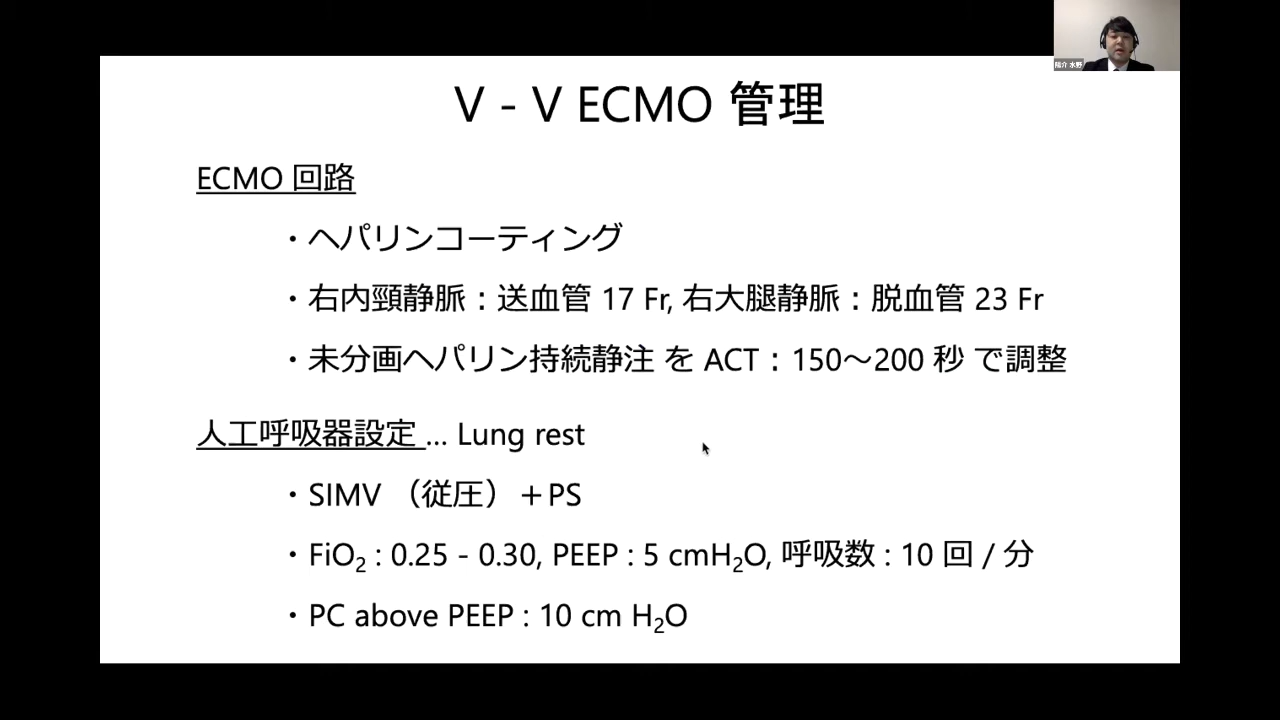 陽介 水野
V - V ECMO 管理
ECMO 回路
・ヘパリンコーティング
・右内頸静脈：送血管 17 Fr, 右大腿静脈：脱血管 23 Fr
・未分画ヘパリン持続静注 を ACT：150～200 秒 で調整
人工呼吸器設定 ... Lung rest
・SIMV （従圧）＋PS
・FiO₂ : 0.25 - 0.30, PEEP : 5 cmH₂O, 呼吸数 : 10 回 / 分
・PC above PEEP : 10 cm H₂O